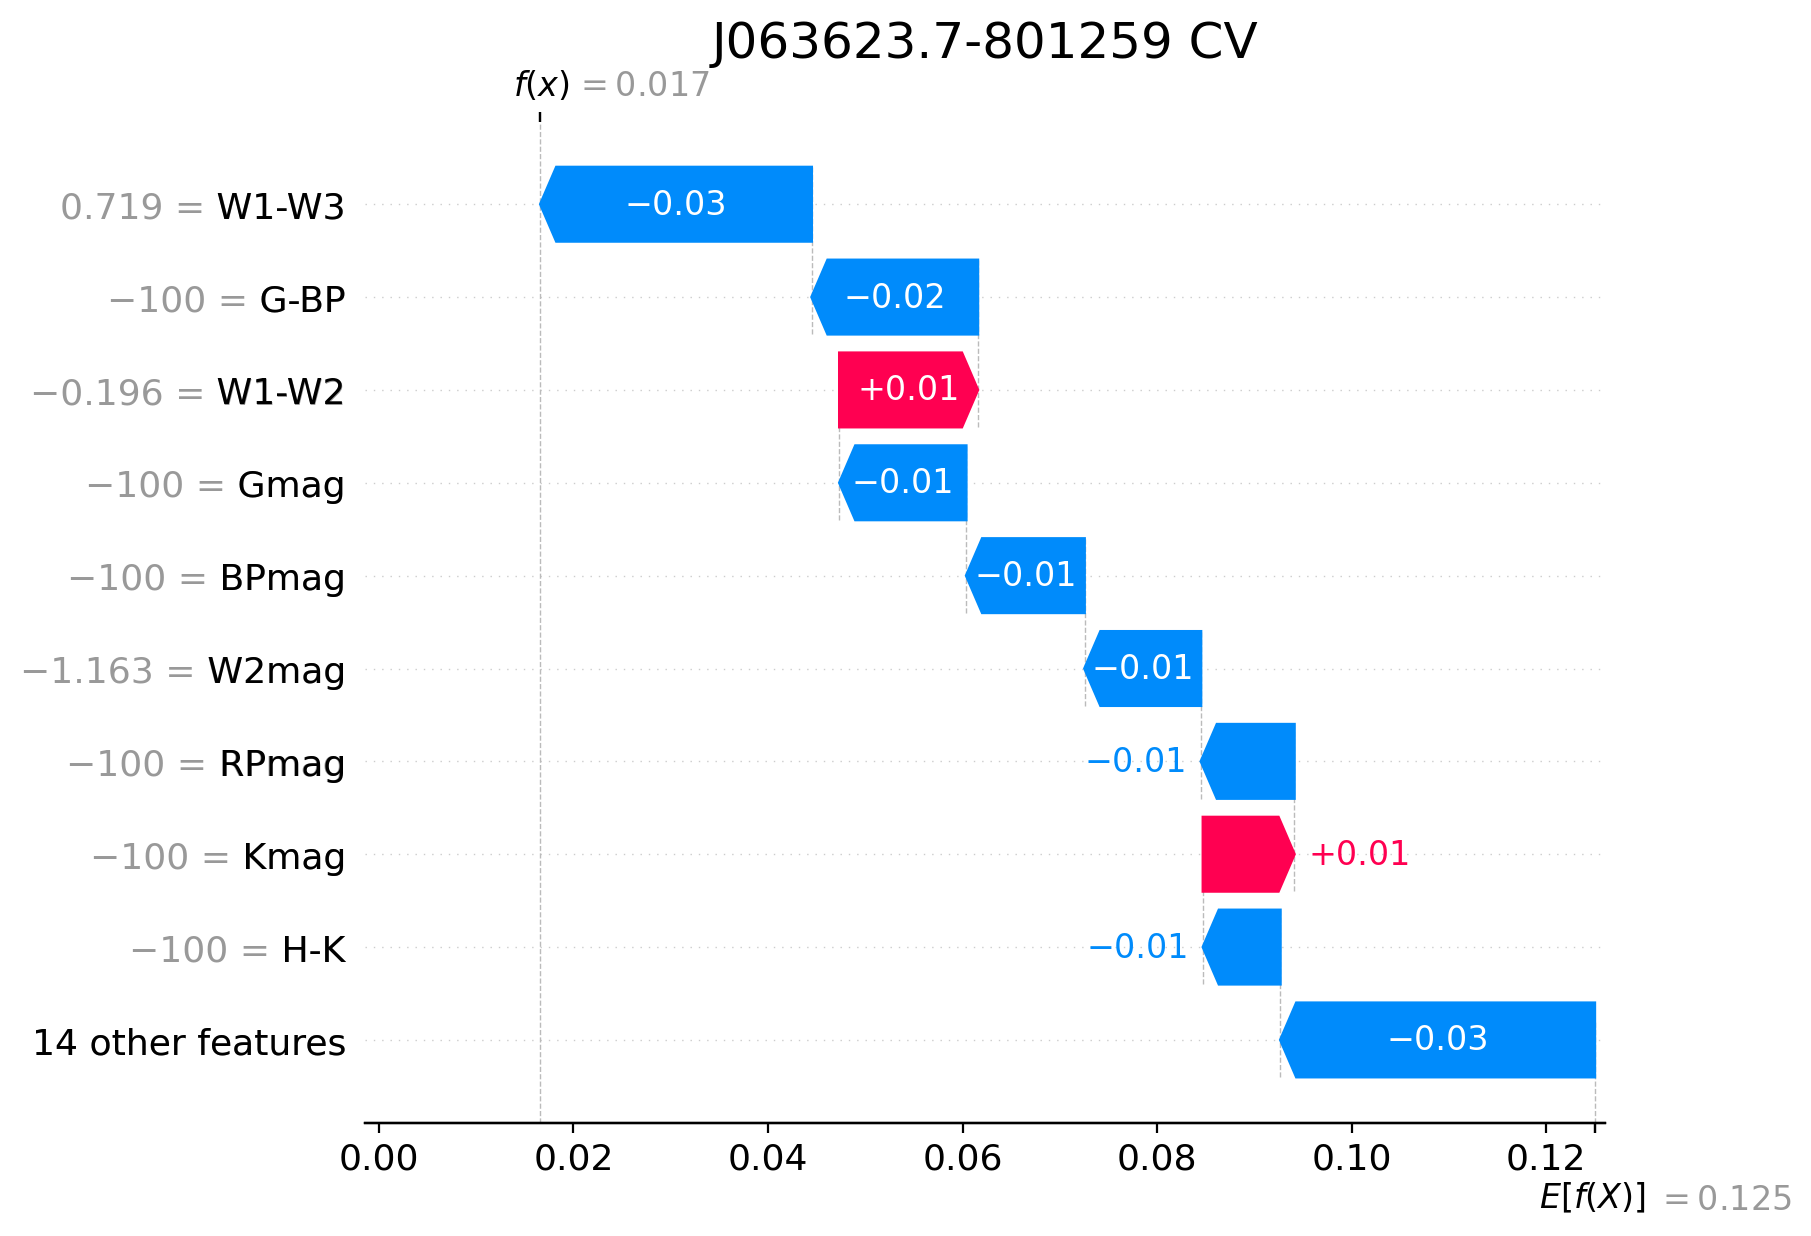 J063623.7-801259 CV
f(x) = 0.017
0.719 = W1-W3
−0.03
−100 = G-BP
−0.02
−0.196 = W1-W2
+0.01
−100 = Gmag
−0.01
−100 = BPmag
−0.01
−1.163 = W2mag
−0.01
−100 = RPmag
−0.01
−100 = Kmag
+0.01
−100 = H-K
−0.01
14 other features
−0.03
0.00 0.02 0.04 0.06 0.08 0.10 0.12
E[f(X)] = 0.125